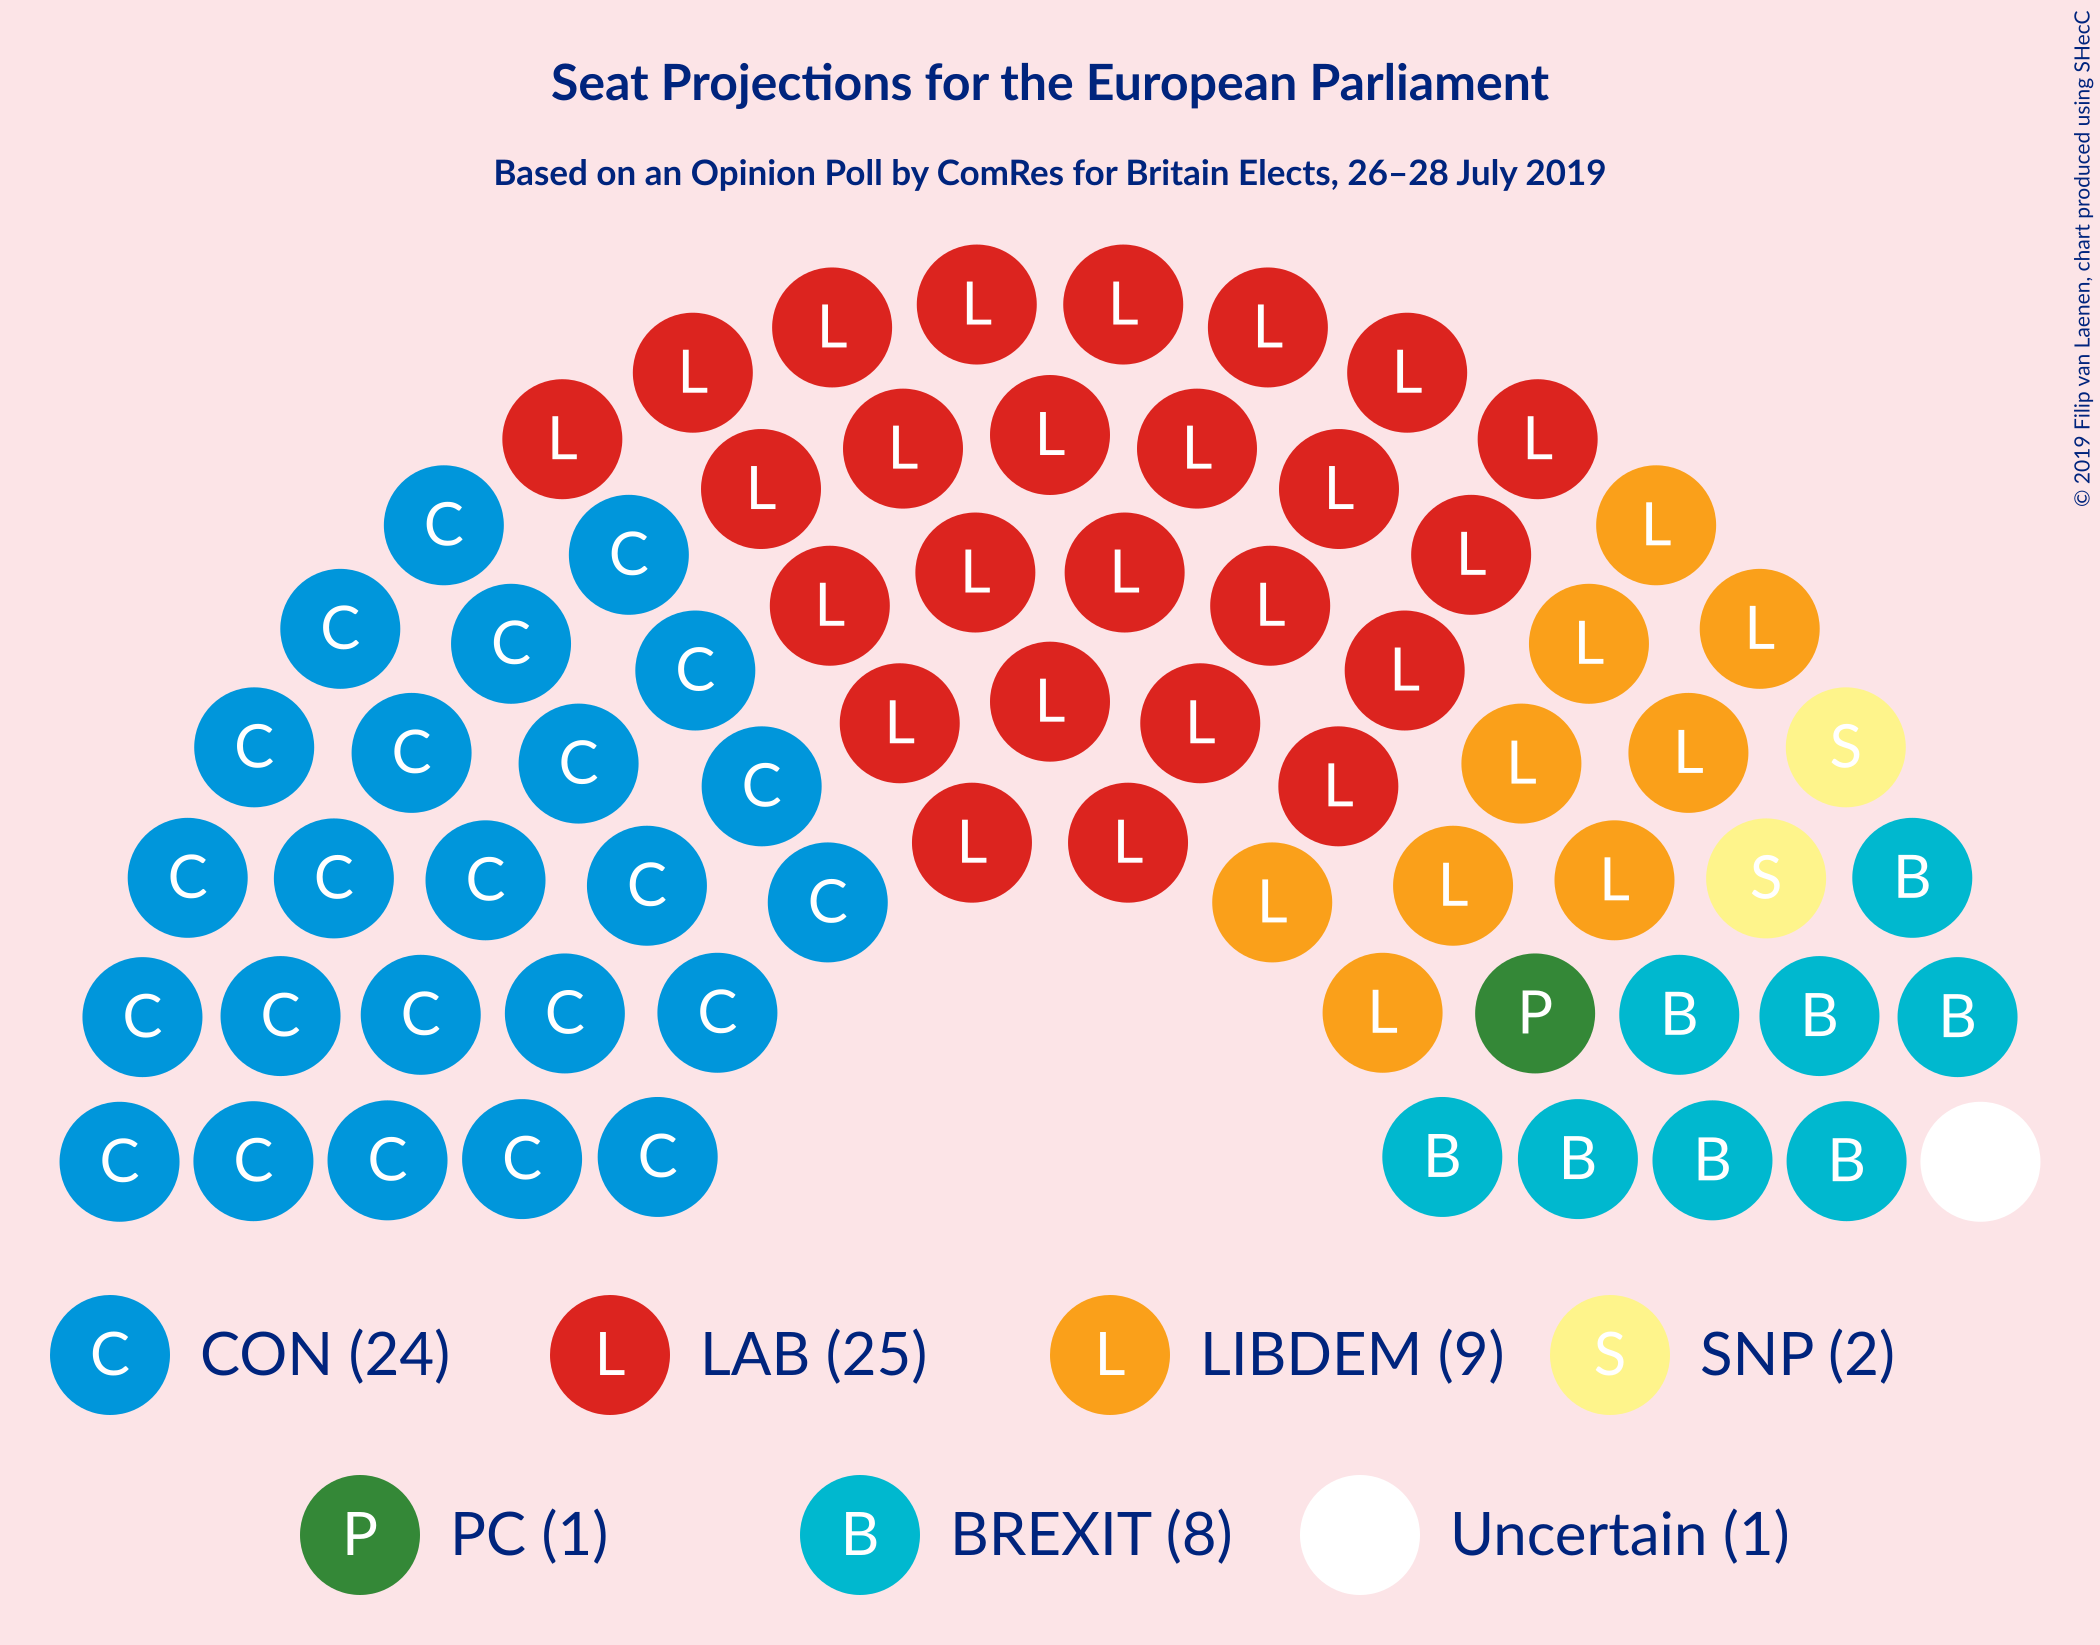 Seat Projections for the European Parliament
Based on an Opinion Poll by ComRes for Britain Elects, 26–28 July 2019
© 2019 Filip van Laenen, chart produced using SHecC
L L
L L
L L
L L L
L L
L L
C L L L
C C L
L L
L L
C C L L
C C L L
L L L
C C C C L L L S
L L
C C C C L L S B
C L
C C C C C L P B B B
C C C C C B B B B
C CON (24) L LAB (25) L LIBDEM (9) S SNP (2)
P PC (1) B BREXIT (8) Uncertain (1)